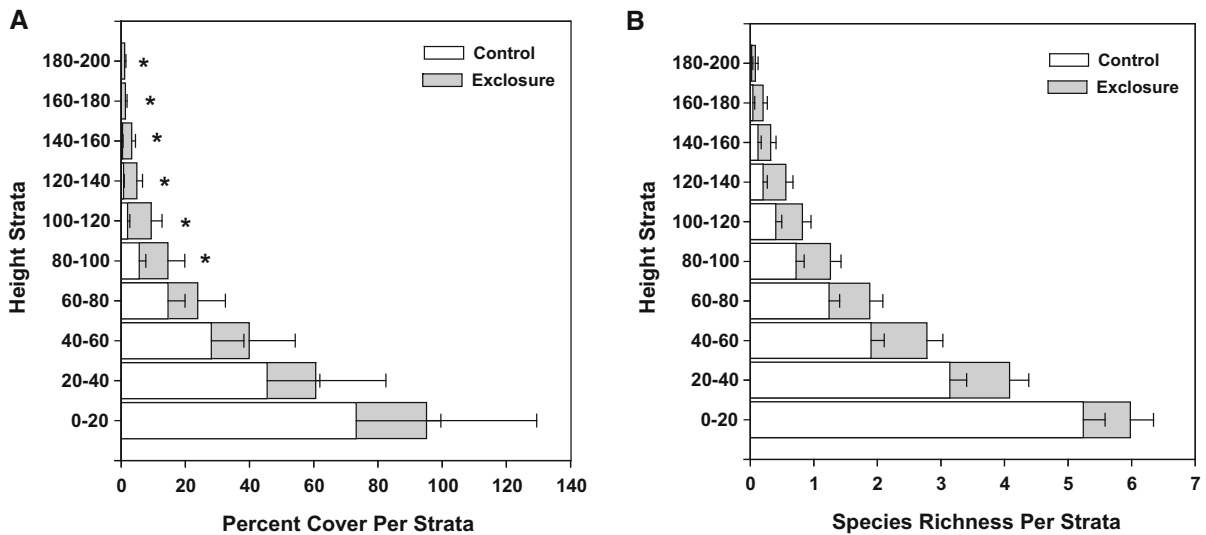 A
Control
Exclosure
Height Strata
180-200
*
160-180
*
140-160
*
120-140
*
100-120
*
80-100
*
60-80
40-60
20-40
0-20
0 20 40 60 80 100 120 140
Percent Cover Per Strata
B
Control
Exclosure
Height Strata
180-200
160-180
140-160
120-140
100-120
80-100
60-80
40-60
20-40
0-20
0 1 2 3 4 5 6 7
Species Richness Per Strata